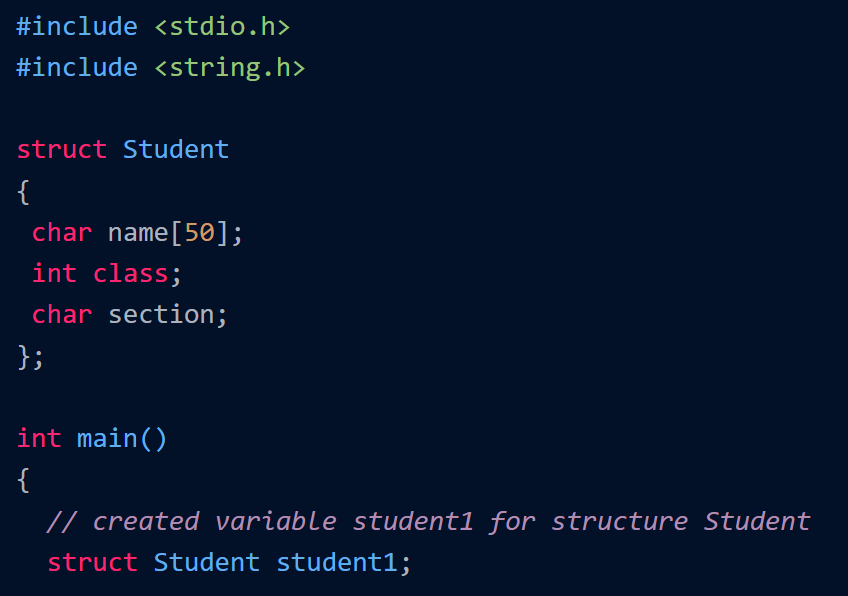 #include <stdio.h>
#include <string.h>
struct Student
{
 char name[50];
 int class;
 char section;
};
int main()
{
  // created variable student1 for structure Student
  struct Student student1;